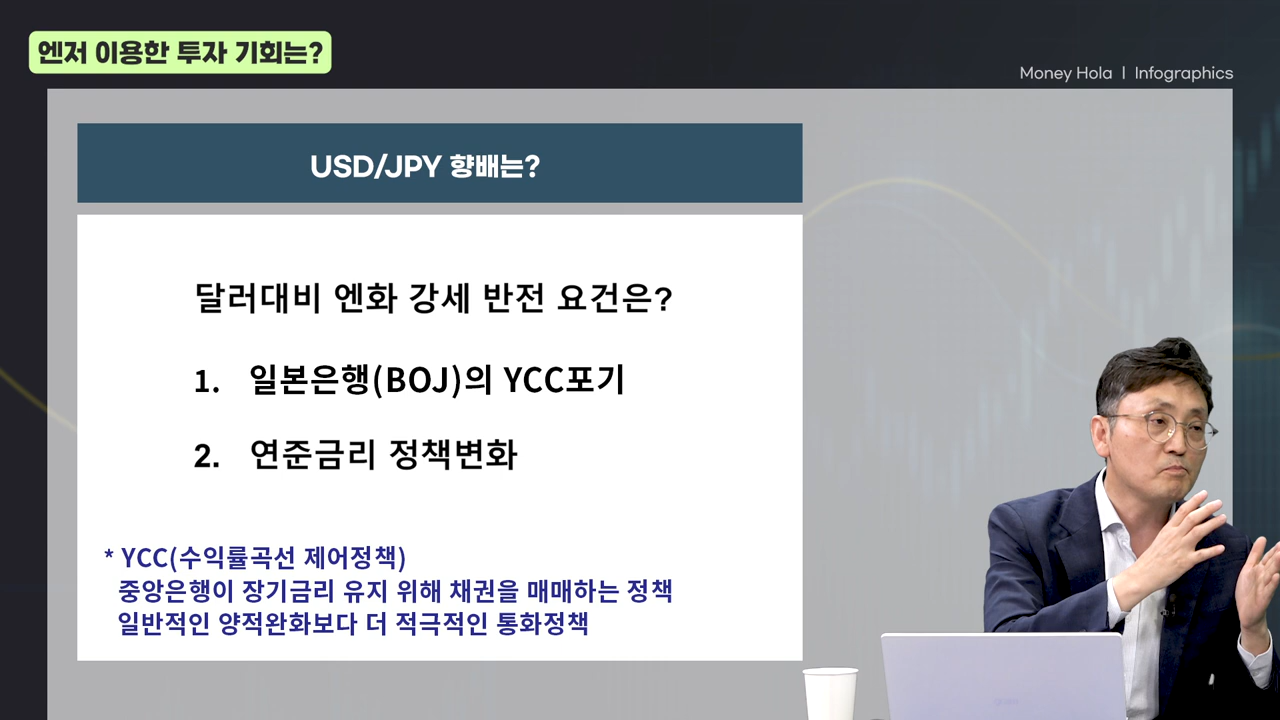 엔저 이용한 투자 기회는?
Money Hola | Infographics
USD/JPY 향배는?
달러대비 엔화 강세 반전 요건은?
1. 일본은행(BOJ)의 YCC포기
2. 연준금리 정책변화
* YCC(수익률곡선 제어정책)
중앙은행이 장기금리 유지 위해 채권을 매매하는 정책
일반적인 양적완화보다 더 적극적인 통화정책